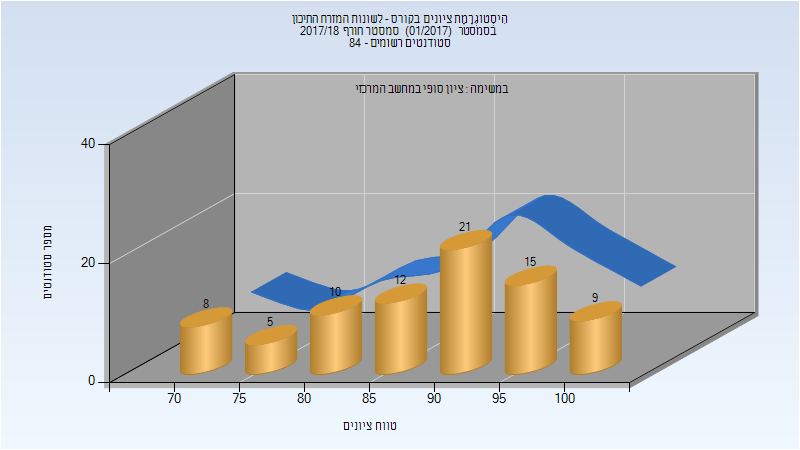 היסטוגרמת ציונים בקורס - לשונות המזרח התיכון
בסמסטר (01/2017) סמסטר חורף 2017/18
סטודנטים רשומים - 84
במשימה : ציון סופי במחשב המרכזי
מספר סטודנטים
40
20
0
8
5
10
12
21
15
9
70
75
80
85
90
95
100
טווח ציונים